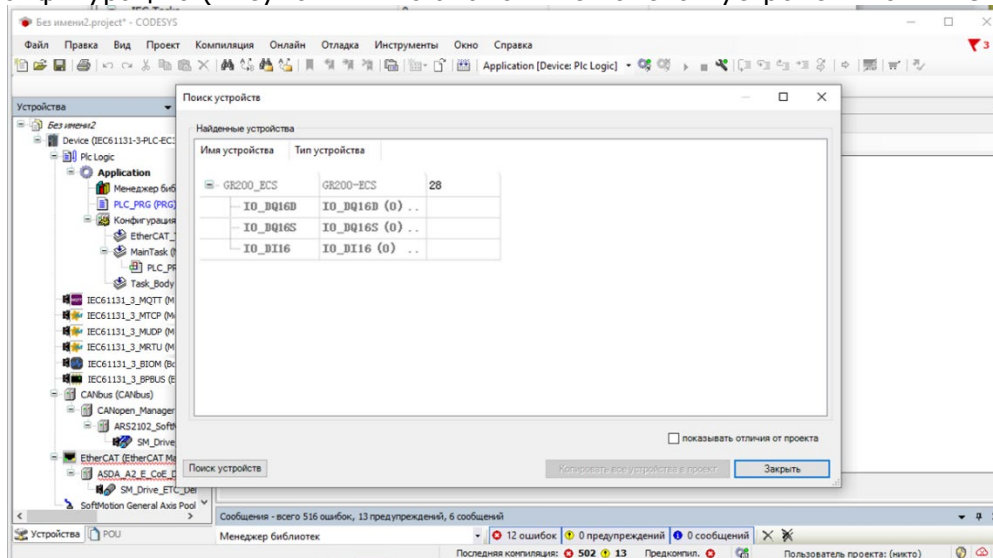 Без имени2.project* - CODESYS
Файл Правка Вид Проект Компиляция Онлайн Отладка Инструменты Окно Справка
3
Application [Device: Plc Logic]
Устройства
Без имени2
Device (IEC61131-3-PLC-EC
Plc Logic
Application
Менеджер биб
PLC_PRG (PRG)
Конфигурация
EtherCAT_
MainTask (
PLC_PR
Task_Body
IEC61131_3_MQTT (M
IEC61131_3_MTCP (M
IEC61131_3_MUDP (M
IEC61131_3_MRTU (M
IEC61131_3_BIOM (Bc
IEC61131_3_BPBUS (E
CANbus (CANbus)
CANopen_Manager
ARS2102_Soft
SM_Drive
EtherCAT (EtherCAT Ma
ASDA_A2_E_CoE_D
SM_Drive_ETC_Del
SoftMotion General Axis Pool
Устройства POU
Поиск устройств
Найденные устройства
Имя устройства Тип устройства
GR200_ECS GR200-ECS 28
IO_DQ16D IO_DQ16D (0) ..
IO_DQ16S IO_DQ16S (0) ..
IO_DI16 IO_DI16 (0) ..
показывать отличия от проекта
Поиск устройств Копировать все устройства в проект Закрыть
Сообщения - всего 516 ошибок, 13 предупреждений, 6 сообщений
Менеджер библиотек 12 ошибок 0 предупреждений 0 сообщений
Последняя компиляция: 502 13 Предкомпил. Пользователь проекта: (никто)